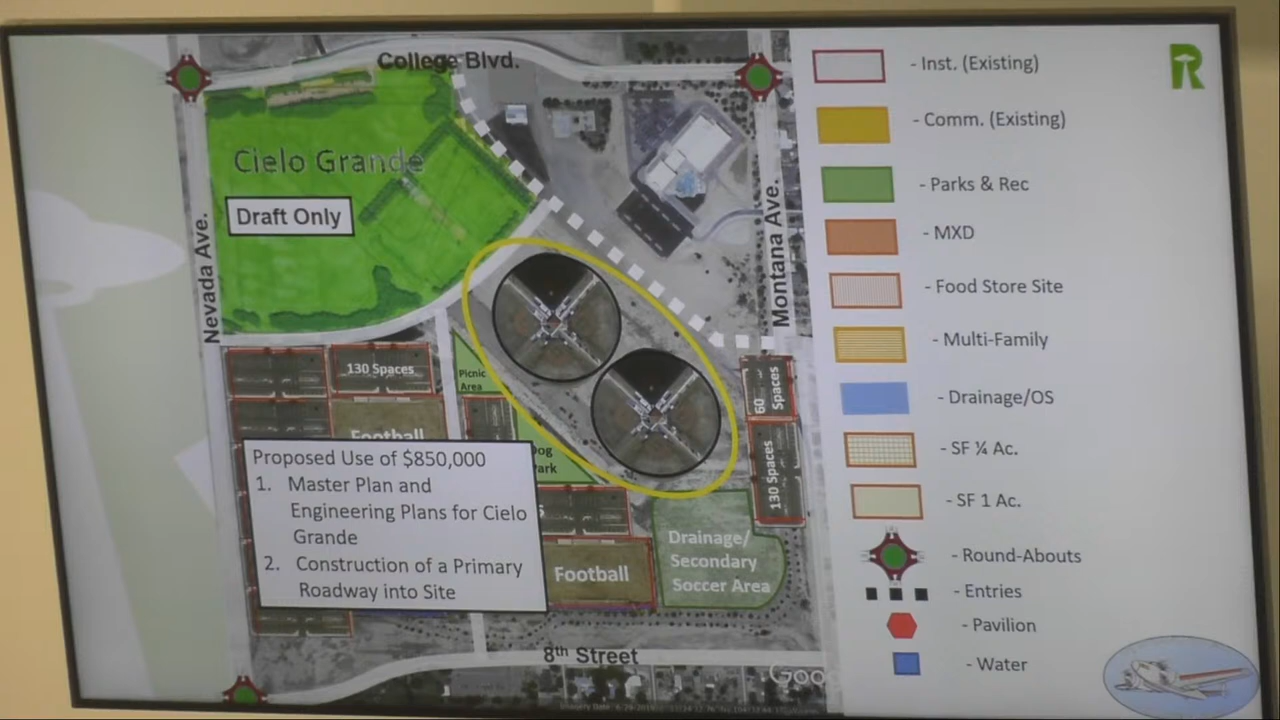 College Blvd.
Cielo Grande
Draft Only
Nevada Ave.
Montana Ave.
130 Spaces
Picnic
Area
Football
Dog
Park
60
Spaces
130 Spaces
Proposed Use of $850,000
1. Master Plan and
Engineering Plans for Cielo
Grande
2. Construction of a Primary
Roadway into Site
Football
Drainage/
Secondary
Soccer Area
8th Street
Goo
- Inst. (Existing)
- Comm. (Existing)
- Parks & Rec
- MXD
- Food Store Site
- Multi-Family
- Drainage/OS
- SF ¼ Ac.
- SF 1 Ac.
- Round-Abouts
- Entries
- Pavilion
- Water
R